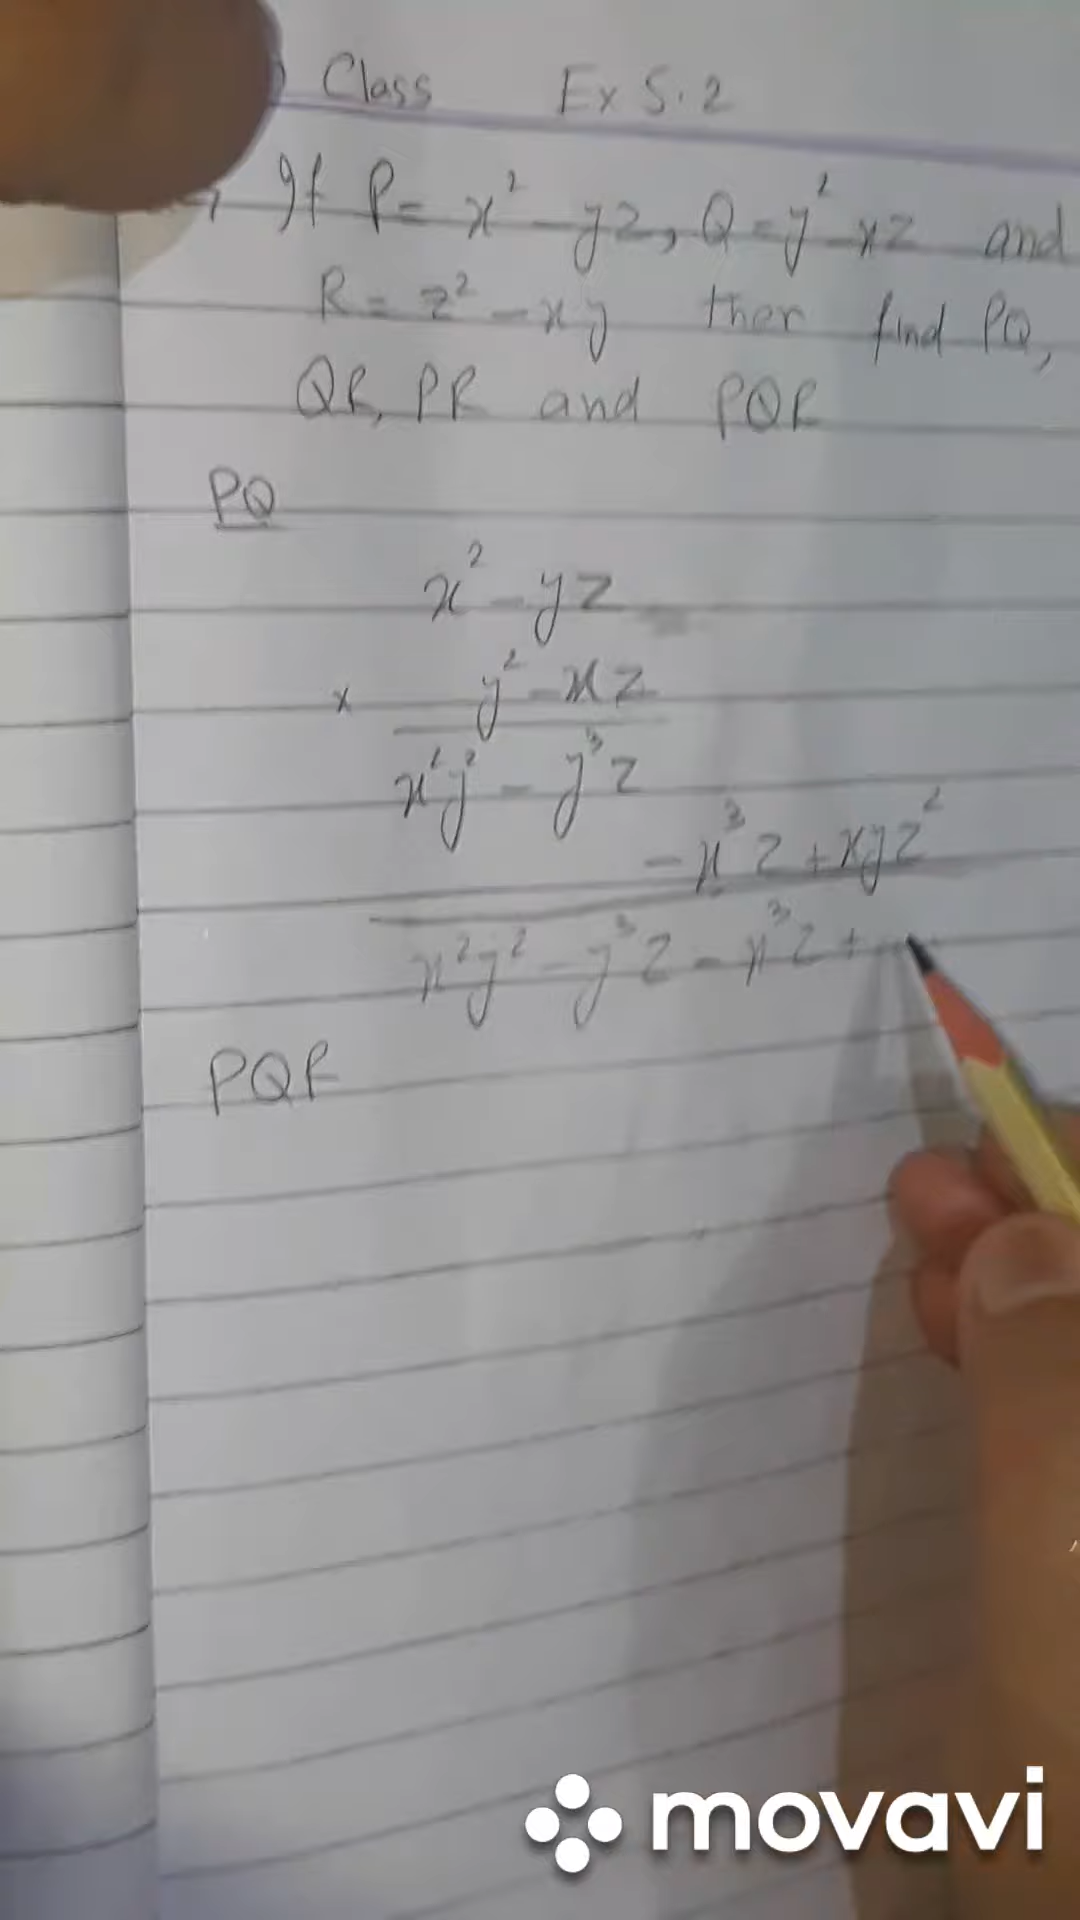 Class Ex 5.2
If P = x² - yz, Q = y² - xz and
R = z² - xy then find PQ,
QR, PR and PQR
PQ
x² - yz
× y² - xz
x²y² - y³z
- x³z + xyz²
x²y² - y³z - x³z +
PQR
movavi